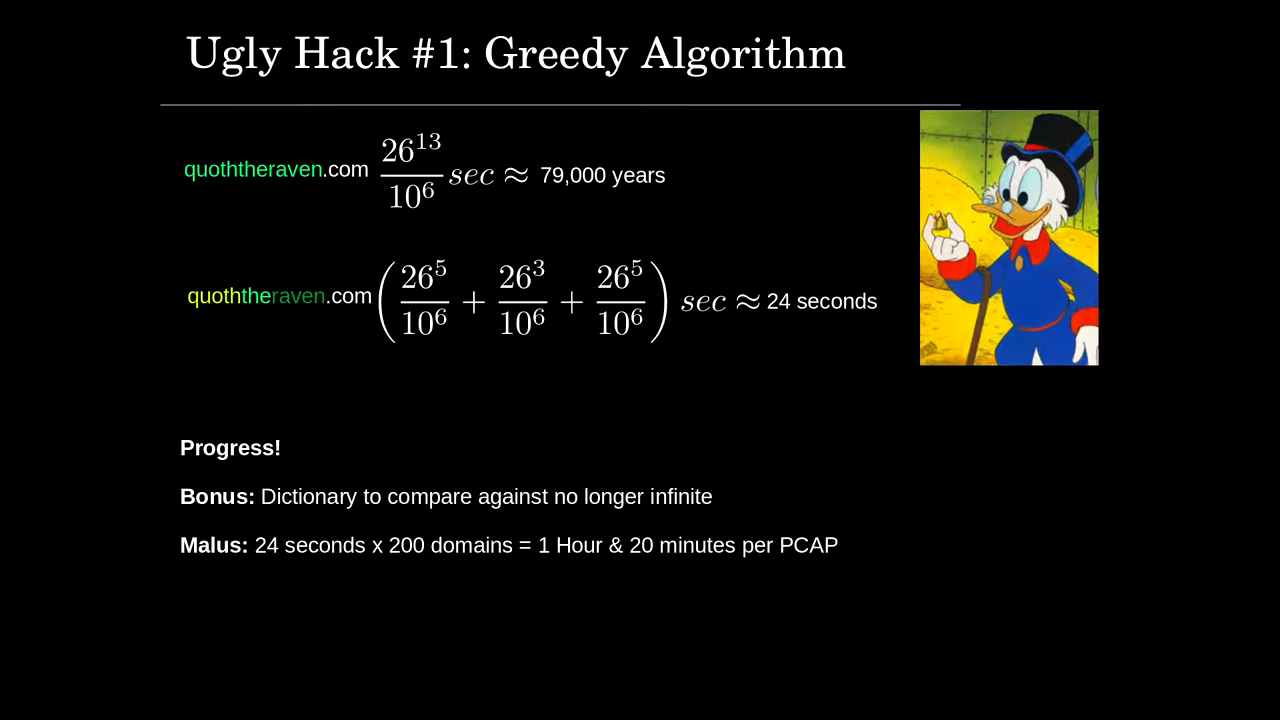 Ugly Hack #1: Greedy Algorithm
quoththeraven.com 26^13/10^6 sec ≈ 79,000 years
quoththeraven.com (26^5/10^6 + 26^3/10^6 + 26^5/10^6) sec ≈ 24 seconds
Progress!
Bonus: Dictionary to compare against no longer infinite
Malus: 24 seconds x 200 domains = 1 Hour & 20 minutes per PCAP